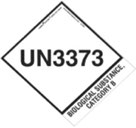 UN3373
BIOLOGICAL SUBSTANCE,
CATEGORY B